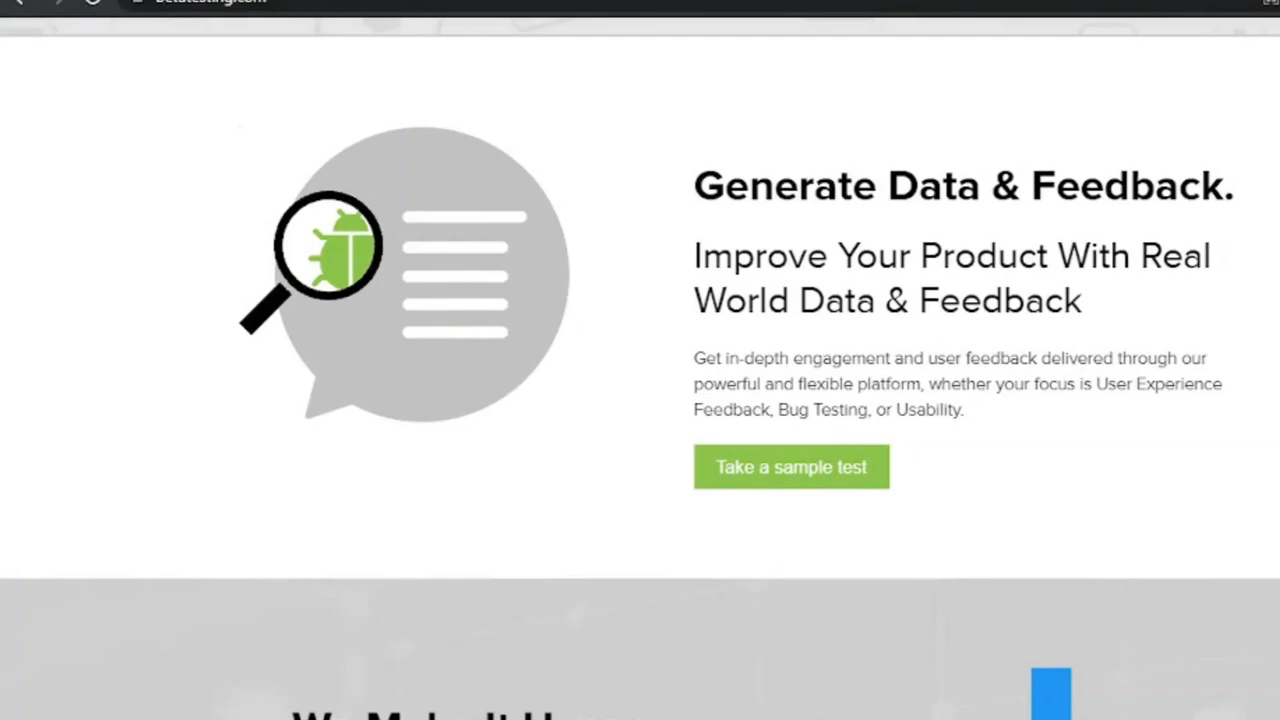 Generate Data & Feedback.
Improve Your Product With Real
World Data & Feedback
Get in-depth engagement and user feedback delivered through our
powerful and flexible platform, whether your focus is User Experience
Feedback, Bug Testing, or Usability.
Take a sample test